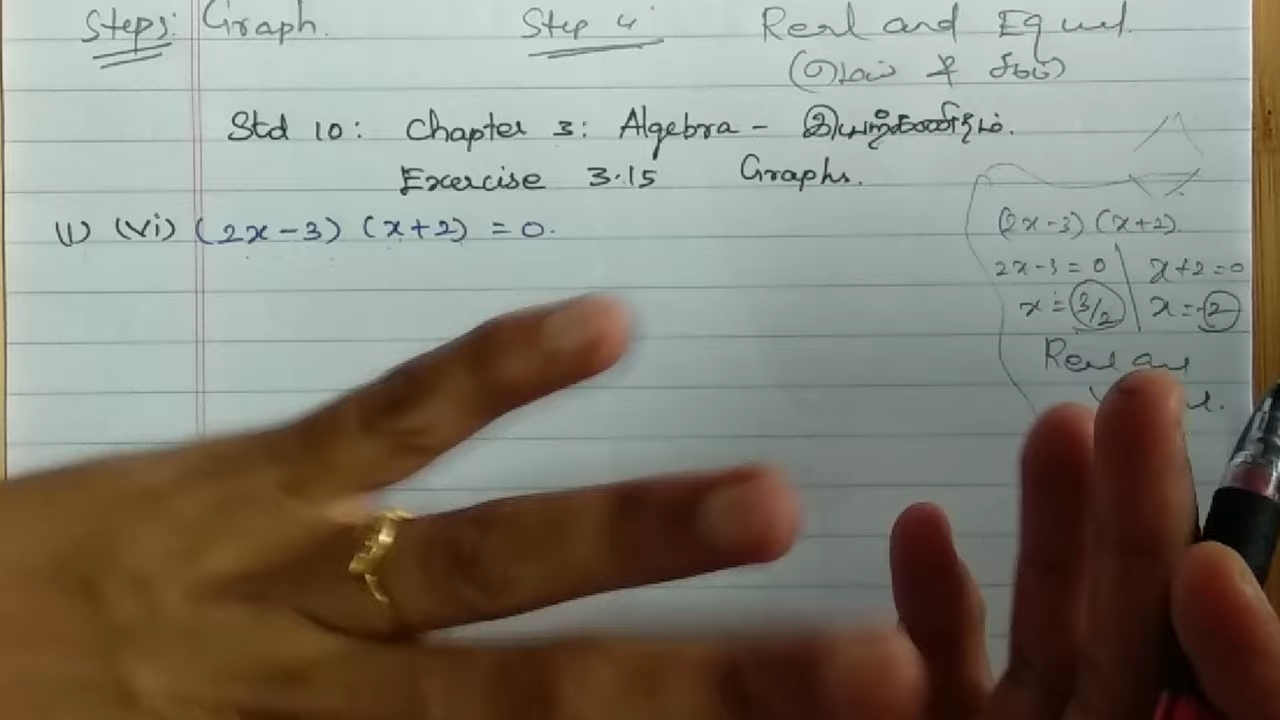 Steps: Graph. Step 4: Real and Equal.
(மெய் & சமம்)
Std 10: Chapter 3: Algebra - இயற்கணிதம்.
Exercise 3.15 Graphs.
(1) (vi) (2x-3) (x+2) = 0.
(2x-3) (x+2)
2x-3=0 | x+2=0
x = 3/2 | x = -2
Real and